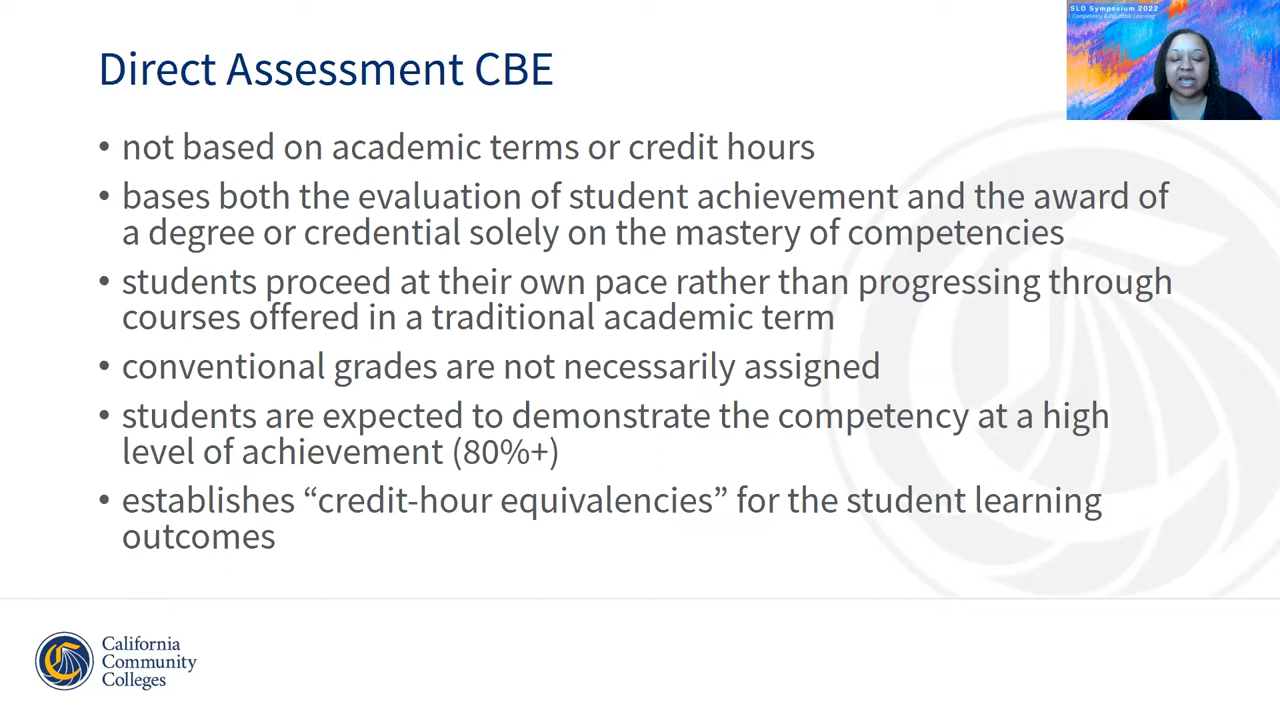 SLO Symposium 2022
Competency & Equitable Learning
Direct Assessment CBE
• not based on academic terms or credit hours
• bases both the evaluation of student achievement and the award of
a degree or credential solely on the mastery of competencies
• students proceed at their own pace rather than progressing through
courses offered in a traditional academic term
• conventional grades are not necessarily assigned
• students are expected to demonstrate the competency at a high
level of achievement (80%+)
• establishes “credit-hour equivalencies” for the student learning
outcomes
California
Community
Colleges